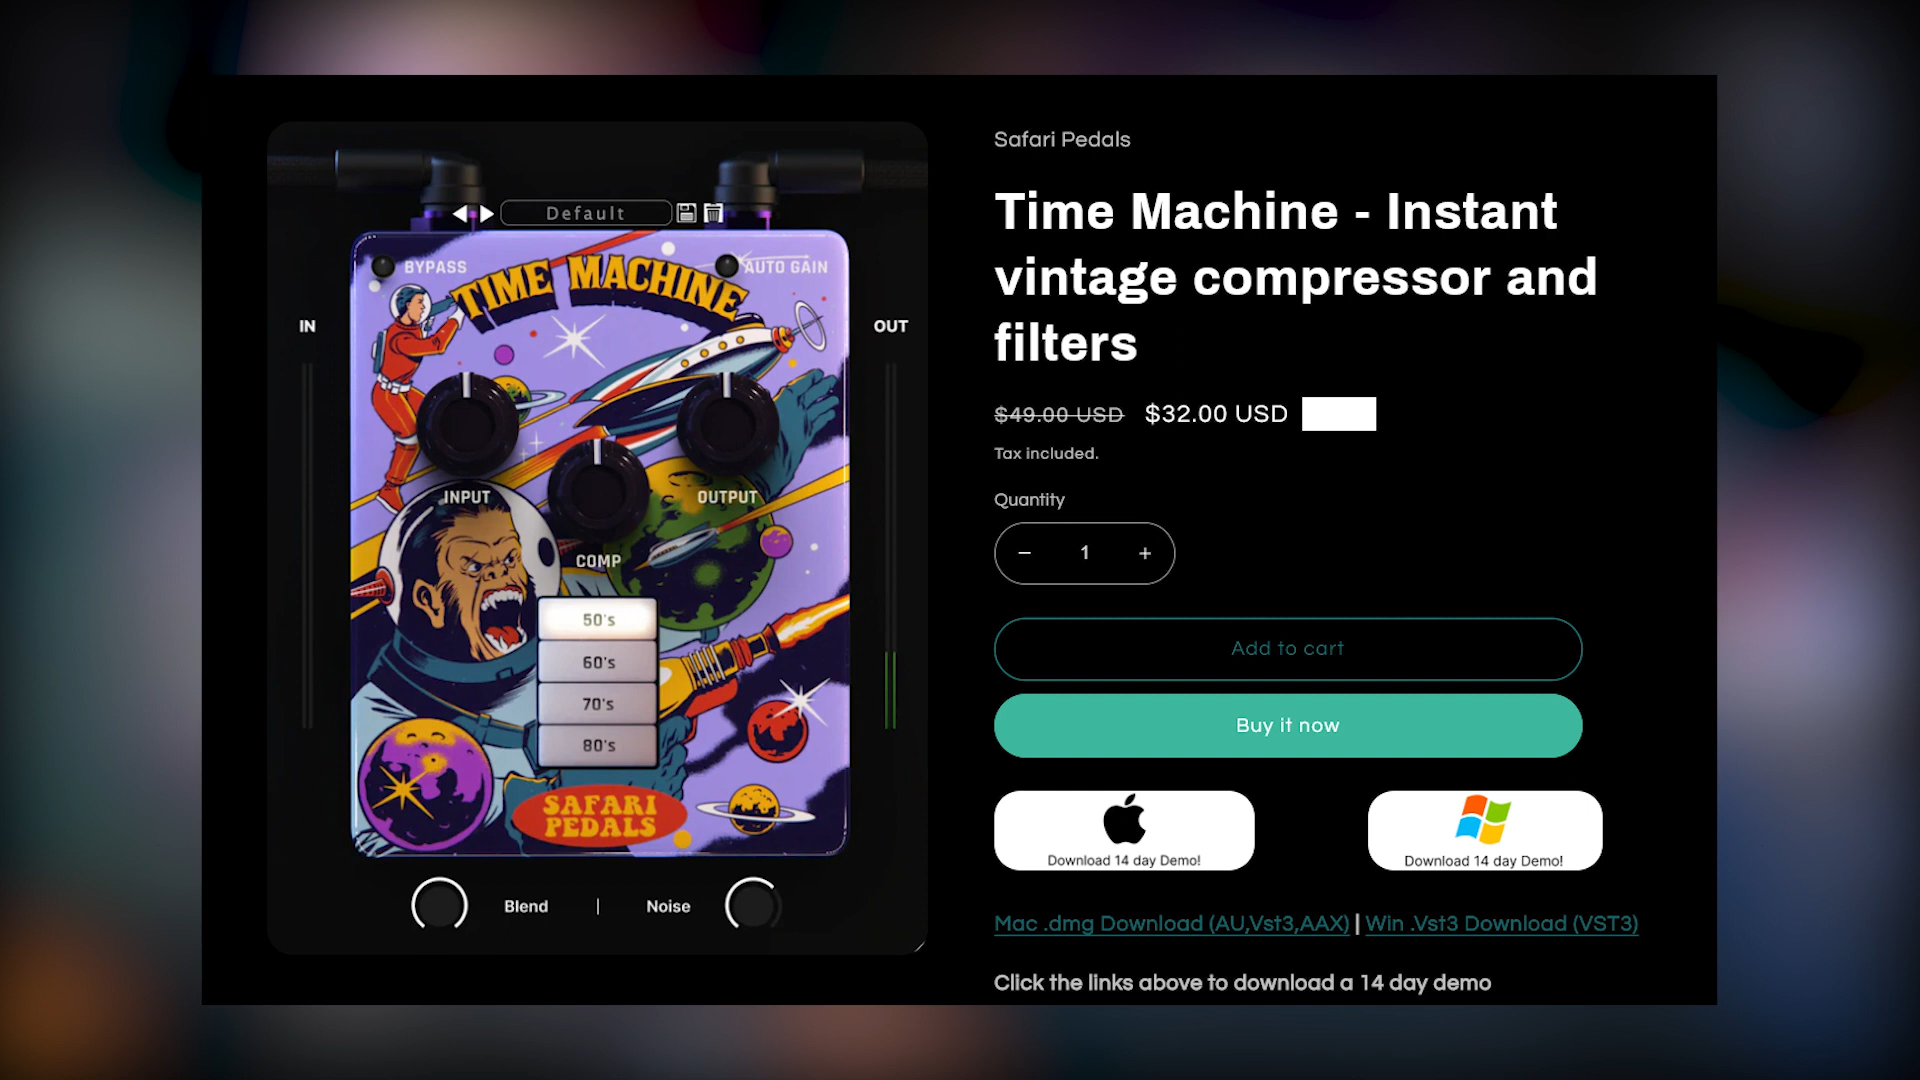 Default
BYPASS
AUTO GAIN
TIME MACHINE
IN
OUT
INPUT
OUTPUT
COMP
50's
60's
70's
80's
SAFARI
PEDALS
Blend | Noise
Safari Pedals
Time Machine - Instant
vintage compressor and
filters
$49.00 USD $32.00 USD
Tax included.
Quantity
− 1 +
Add to cart
Buy it now
Download 14 day Demo!
Download 14 day Demo!
Mac .dmg Download (AU,Vst3,AAX) | Win .Vst3 Download (VST3)
Click the links above to download a 14 day demo